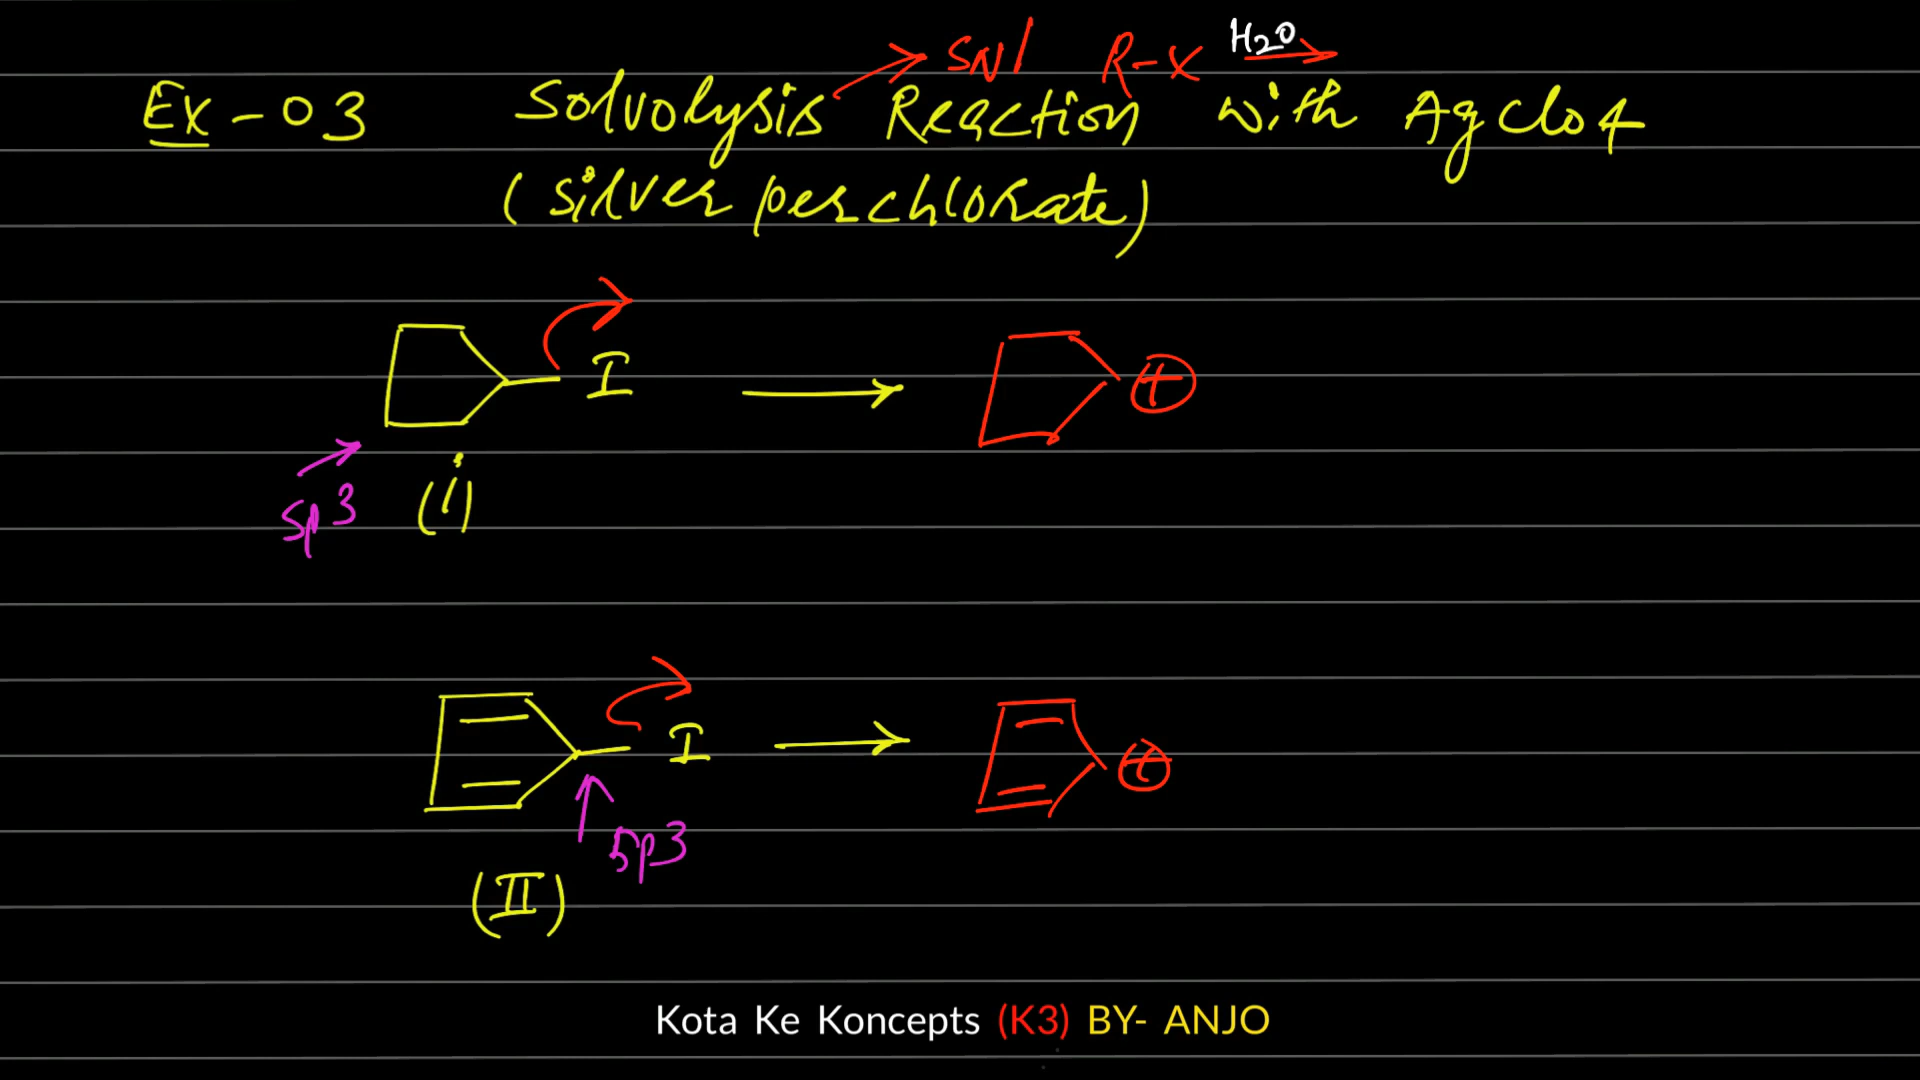 SN1 R-X H2O
Ex-03 Solvolysis Reaction with AgClO4
(silver perchlorate)
I
+
sp3
(i)
I
+
sp3
(II)
Kota Ke Koncepts (K3) BY- ANJO